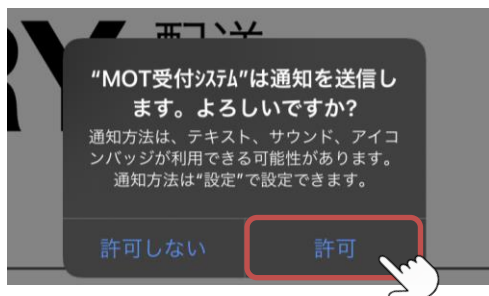 RY 配送
“MOT受付ｼｽﾃﾑ”は通知を送信し
ます。よろしいですか?
通知方法は、テキスト、サウンド、アイコ
ンバッジが利用できる可能性があります。
通知方法は“設定”で設定できます。
許可しない 許可